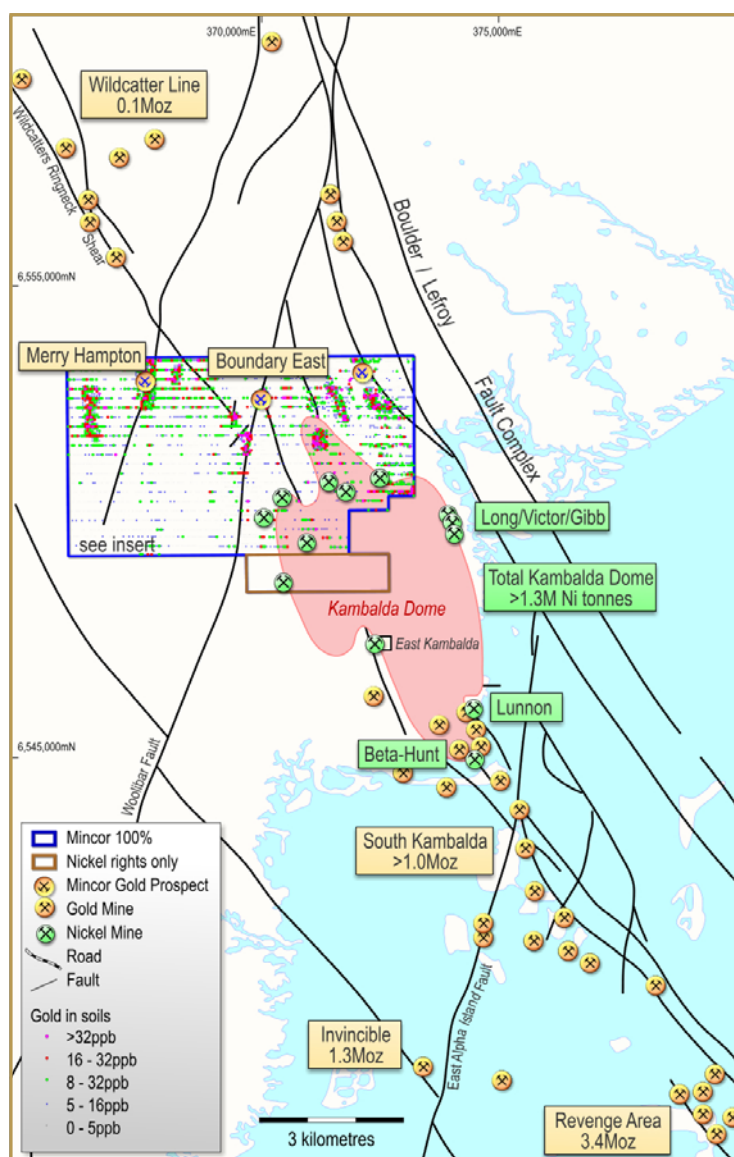 370,000mE
375,000mE
Wildcatter Line
0.1Moz
Wildcatters Ringneck
Shear
Boulder / Lefroy
Fault Complex
6,555,000mN
Merry Hampton
Boundary East
see insert
Long/Victor/Gibb
Total Kambalda Dome
>1.3M Ni tonnes
Kambalda Dome
East Kambalda
Lunnon
Beta-Hunt
6,545,000mN
Woolibar Fault
South Kambalda
>1.0Moz
East Alpha Island Fault
Invincible
1.3Moz
Revenge Area
3.4Moz
3 kilometres
Mincor 100%
Nickel rights only
Mincor Gold Prospect
Gold Mine
Nickel Mine
Road
Fault
Gold in soils
>32ppb
16 - 32ppb
8 - 32ppb
5 - 16ppb
0 - 5ppb